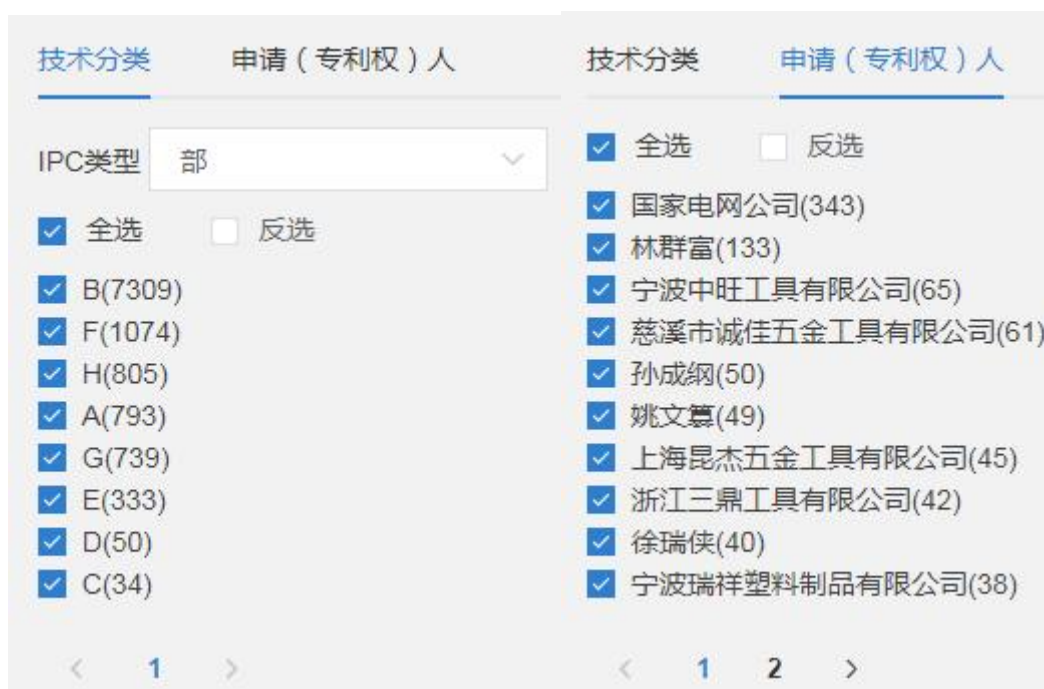 技术分类 申请（专利权）人
IPC类型 部
全选 反选
B(7309)
F(1074)
H(805)
A(793)
G(739)
E(333)
D(50)
C(34)
< 1 >
技术分类 申请（专利权）人
全选 反选
国家电网公司(343)
林群富(133)
宁波中旺工具有限公司(65)
慈溪市诚佳五金工具有限公司(61)
孙成纲(50)
姚文篡(49)
上海昆杰五金工具有限公司(45)
浙江三鼎工具有限公司(42)
徐瑞侠(40)
宁波瑞祥塑料制品有限公司(38)
< 1 2 >